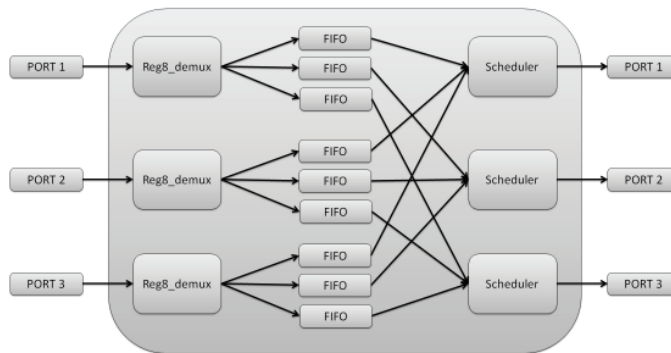 FIFO
PORT 1
Reg8_demux
FIFO
Scheduler
PORT 1
FIFO
FIFO
PORT 2
Reg8_demux
FIFO
Scheduler
PORT 2
FIFO
FIFO
PORT 3
Reg8_demux
FIFO
Scheduler
PORT 3
FIFO